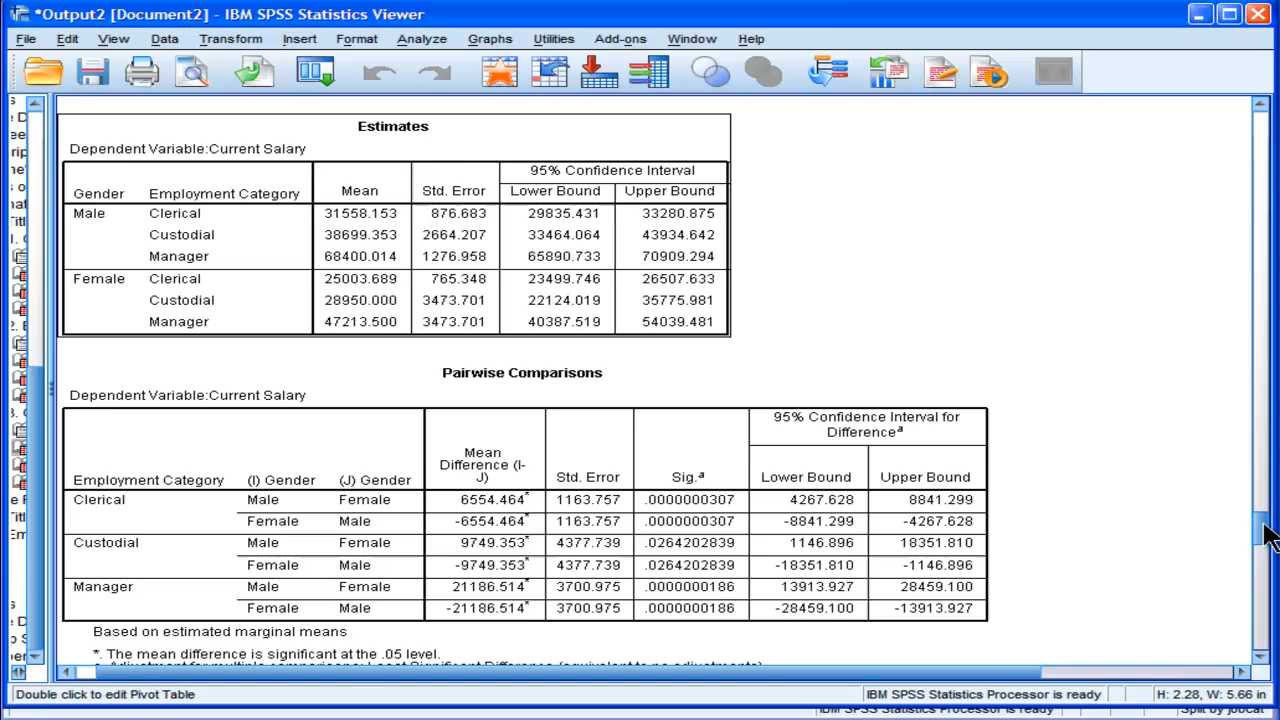 *Output2 [Document2] - IBM SPSS Statistics Viewer
File Edit View Data Transform Insert Format Analyze Graphs Utilities Add-ons Window Help
Estimates
Dependent Variable:Current Salary
Gender Employment Category Mean Std. Error 95% Confidence Interval
Lower Bound Upper Bound
Male Clerical 31558.153 876.683 29835.431 33280.875
Custodial 38699.353 2664.207 33464.064 43934.642
Manager 68400.014 1276.958 65890.733 70909.294
Female Clerical 25003.689 765.348 23499.746 26507.633
Custodial 28950.000 3473.701 22124.019 35775.981
Manager 47213.500 3473.701 40387.519 54039.481
Pairwise Comparisons
Dependent Variable:Current Salary
95% Confidence Interval for
Differenceᵃ
Mean
Difference (I-
J)
Employment Category (I) Gender (J) Gender Std. Error Sig.ᵃ Lower Bound Upper Bound
Clerical Male Female 6554.464* 1163.757 .0000000307 4267.628 8841.299
Female Male -6554.464* 1163.757 .0000000307 -8841.299 -4267.628
Custodial Male Female 9749.353* 4377.739 .0264202839 1146.896 18351.810
Female Male -9749.353* 4377.739 .0264202839 -18351.810 -1146.896
Manager Male Female 21186.514* 3700.975 .0000000186 13913.927 28459.100
Female Male -21186.514* 3700.975 .0000000186 -28459.100 -13913.927
Based on estimated marginal means
*. The mean difference is significant at the .05 level.
Double click to edit Pivot Table IBM SPSS Statistics Processor is ready H: 2.28, W: 5.66 in
IBM SPSS Statistics Processor is ready Split by jobcat